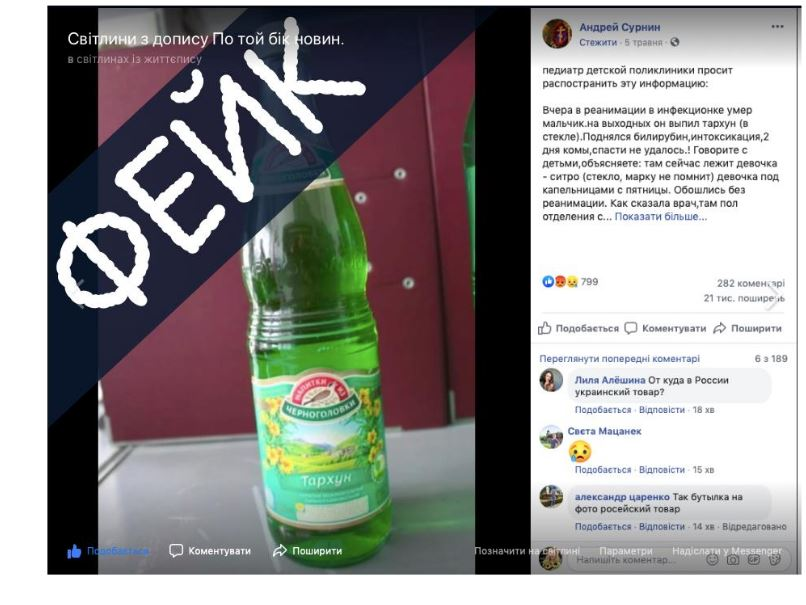 Світлини з допису По той бік новин.
в світлинах із життєпису
ФЕЙК
НАПИТКИ ИЗ
ЧЕРНОГОЛОВКИ
Тархун
Подобається Коментувати Поширити
Позначити на світлині Параметри Надіслати у Messenger
Андрей Сурнин
Стежити · 5 травня ·
педиатр детской поликлиники просит
распостранить эту информацию:
Вчера в реанимации в инфекционке умер
мальчик.на выходных он выпил тархун (в
стекле).Поднялся билирубин,интоксикация,2
дня комы,спасти не удалось.! Говорите с
детьми,объясняете: там сейчас лежит девочка
- ситро (стекло, марку не помнит) девочка под
капельницами с пятницы. Обошлись без
реанимации. Как сказала врач,там пол
отделения с... Показати більше...
799
282 коментарі
21 тис. поширень
Подобається Коментувати Поширити
Переглянути попередні коментарі 6 з 189
Лиля Алёшина От куда в России
украинский товар?
Подобається · Відповісти · 18 хв
Свєта Мацанек
Подобається · Відповісти · 15 хв
александр царенко Так бутылка на
фото росейский товар
Подобається · Відповісти · 14 хв · Відредаговано
Напишіть коментар...